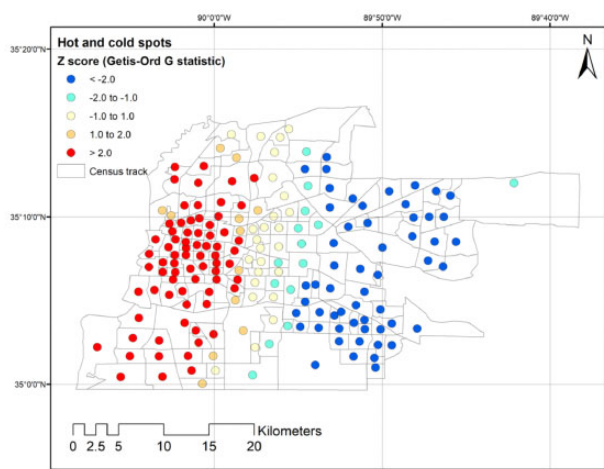 90°0'0"W 89°50'0"W 89°40'0"W
35°20'0"N
Hot and cold spots
Z score (Getis-Ord G statistic)
< -2.0
-2.0 to -1.0
-1.0 to 1.0
1.0 to 2.0
> 2.0
Census track
N
35°10'0"N
35°0'0"N
Kilometers
0 2.5 5 10 15 20